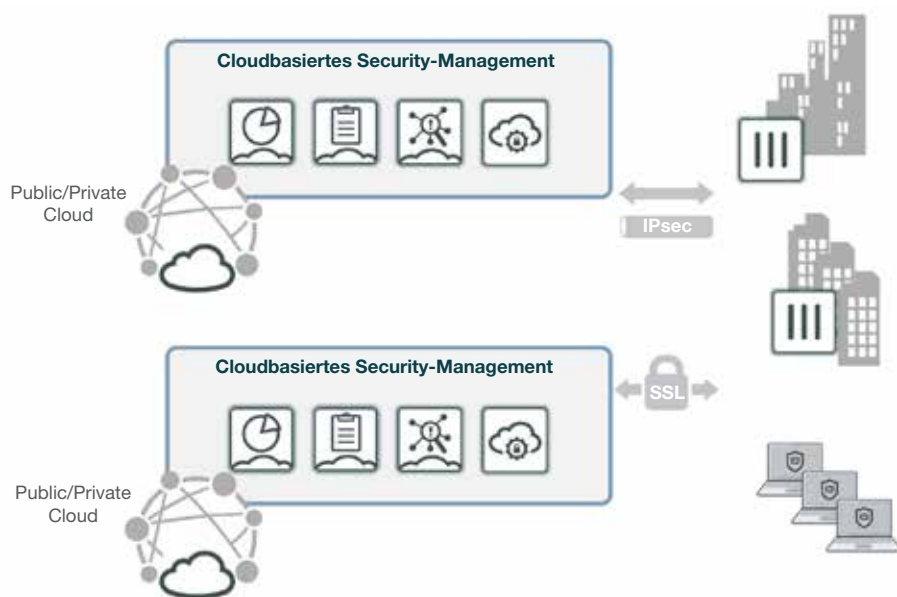 Cloudbasiertes Security-Management
Public/Private
Cloud
IPsec
Cloudbasiertes Security-Management
SSL
Public/Private
Cloud